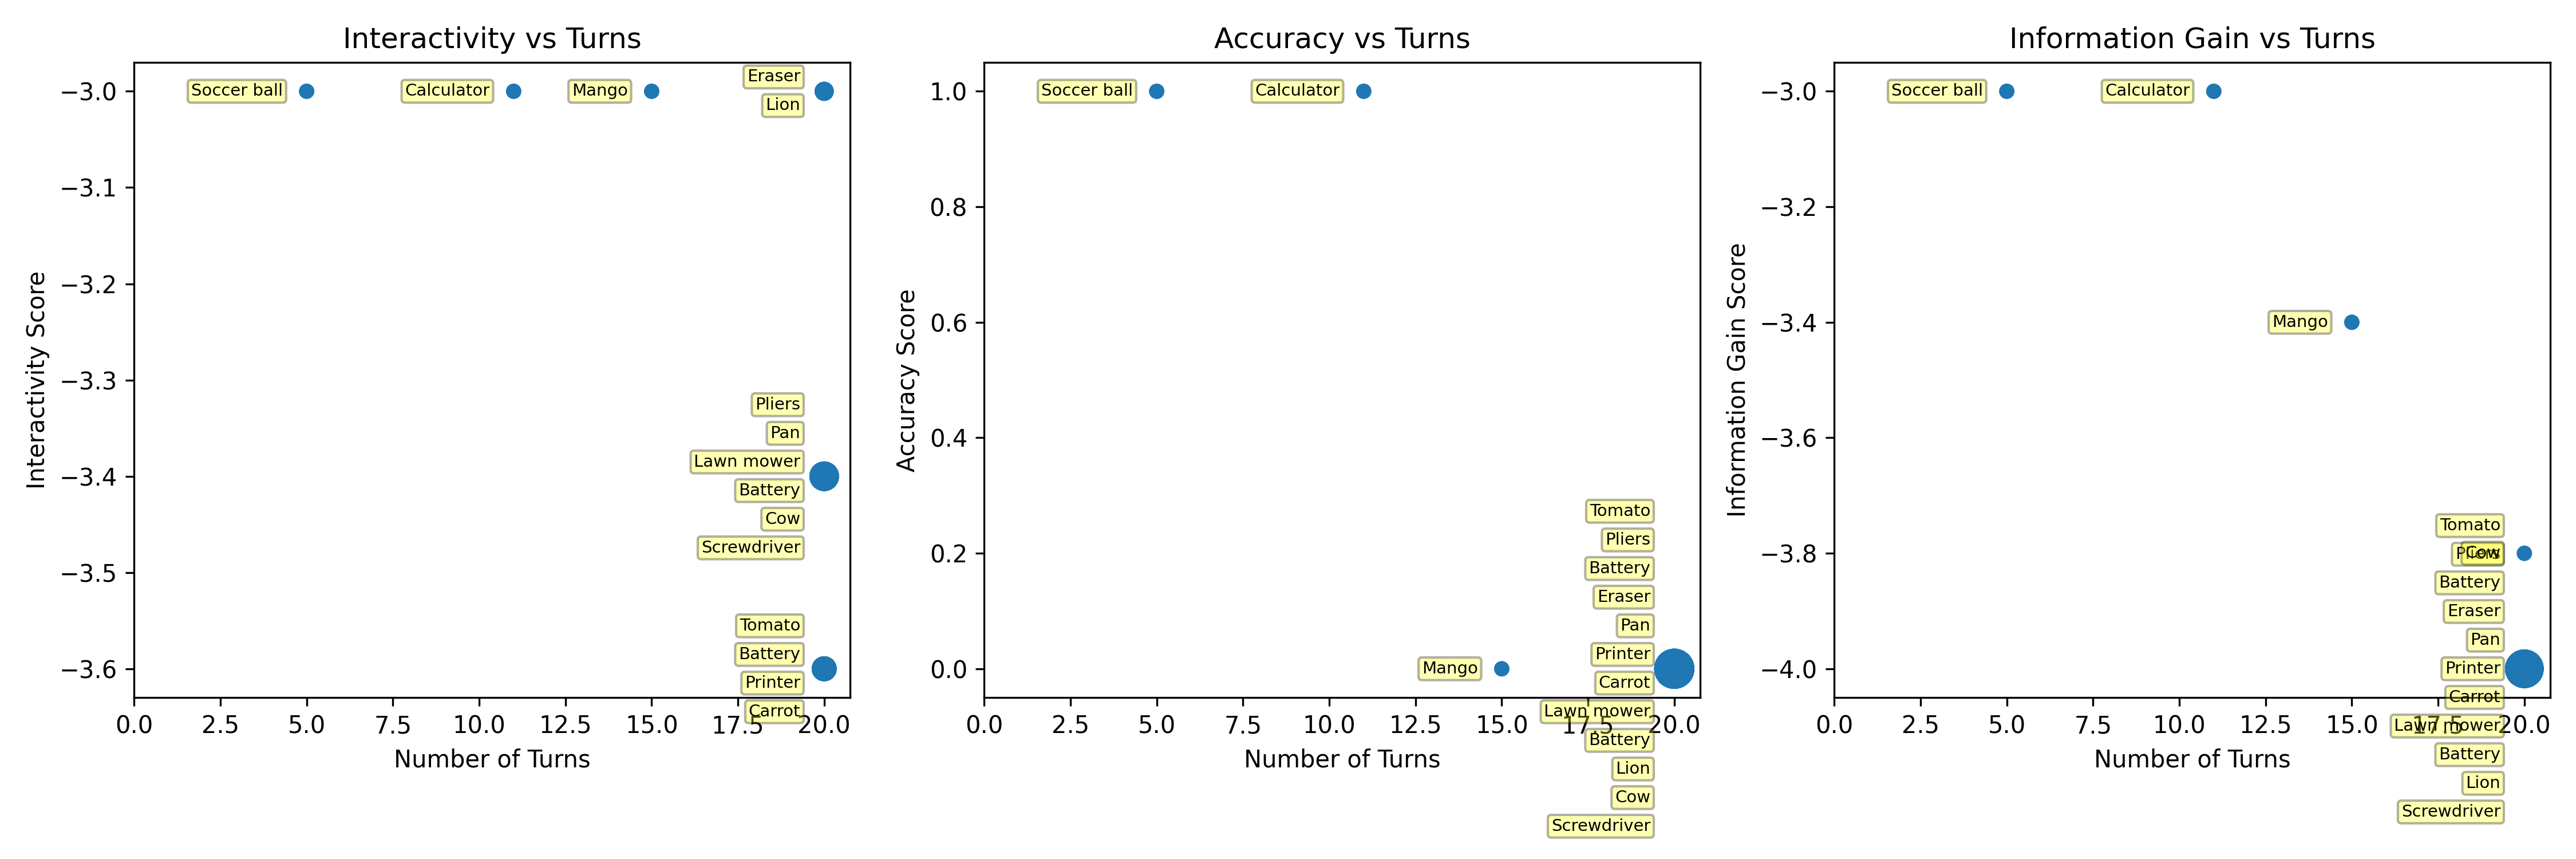 Interactivity vs Turns
Interactivity Score
−3.0
−3.1
−3.2
−3.3
−3.4
−3.5
−3.6
Soccer ball
Calculator
Mango
Eraser
Lion
Pliers
Pan
Lawn mower
Battery
Cow
Screwdriver
Tomato
Battery
Printer
Carrot
0.0 2.5 5.0 7.5 10.0 12.5 15.0 17.5 20.0
Number of Turns
Accuracy vs Turns
Accuracy Score
1.0
0.8
0.6
0.4
0.2
0.0
Soccer ball
Calculator
Mango
Tomato
Pliers
Battery
Eraser
Pan
Printer
Carrot
Lawn mower
Battery
Lion
Cow
Screwdriver
0.0 2.5 5.0 7.5 10.0 12.5 15.0 17.5 20.0
Number of Turns
Information Gain vs Turns
Information Gain Score
−3.0
−3.2
−3.4
−3.6
−3.8
−4.0
Soccer ball
Calculator
Mango
Tomato
Pliers
Cow
Battery
Eraser
Pan
Printer
Carrot
Lawn mower
Battery
Lion
Screwdriver
0.0 2.5 5.0 7.5 10.0 12.5 15.0 17.5 20.0
Number of Turns